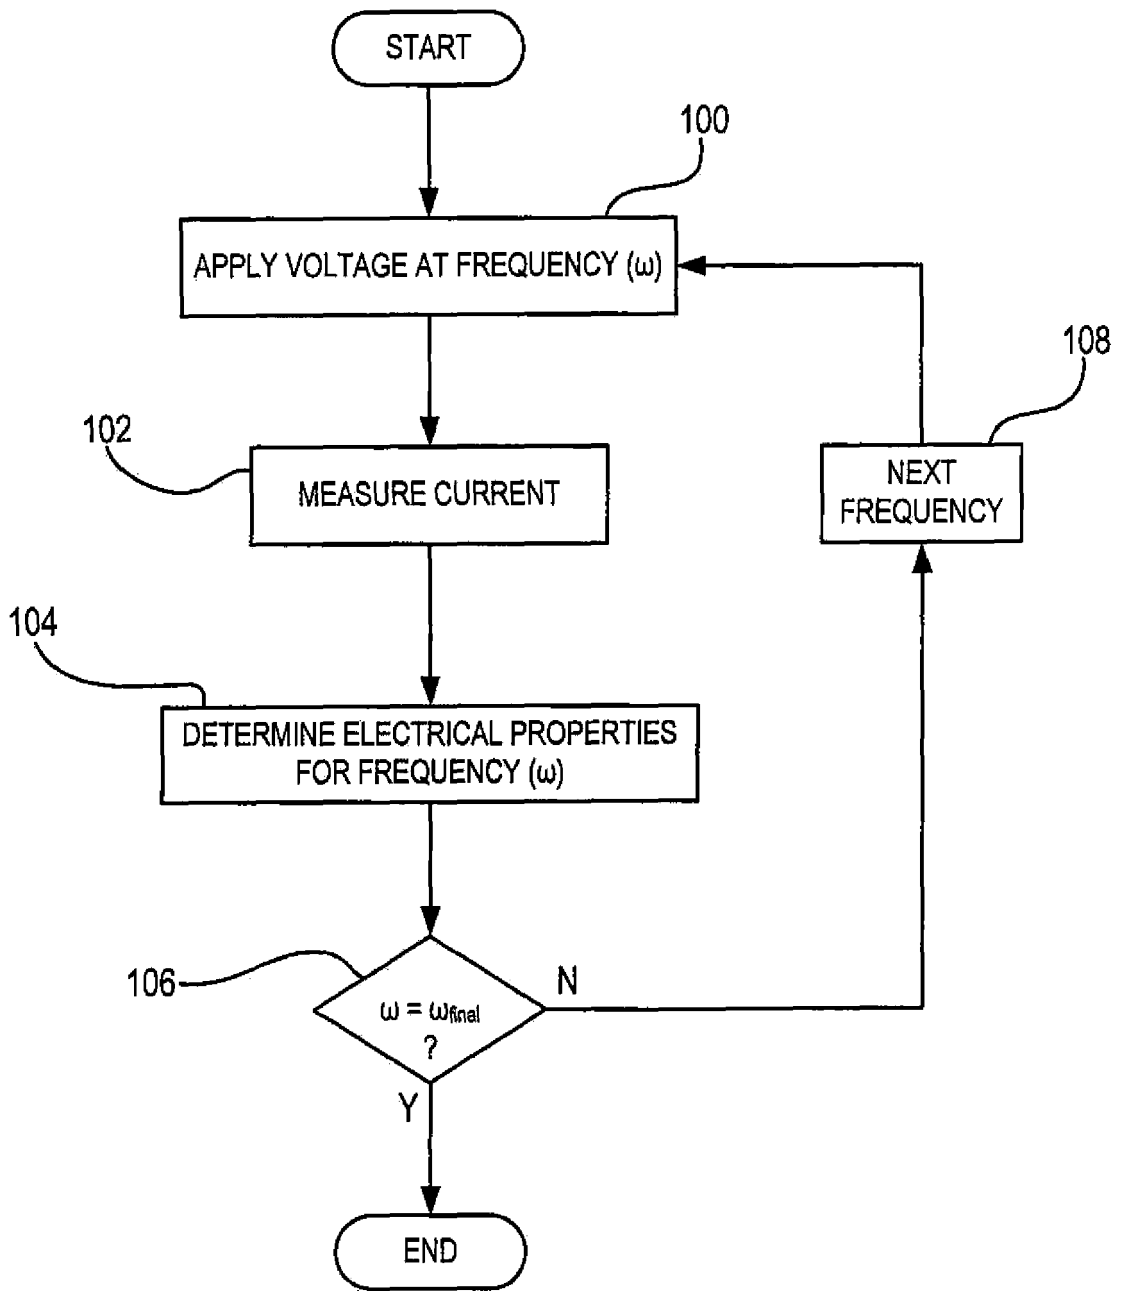 START
100
APPLY VOLTAGE AT FREQUENCY (ω)
108
102
MEASURE CURRENT
NEXT
FREQUENCY
104
DETERMINE ELECTRICAL PROPERTIES
FOR FREQUENCY (ω)
106
N
ω = ωfinal
?
Y
END